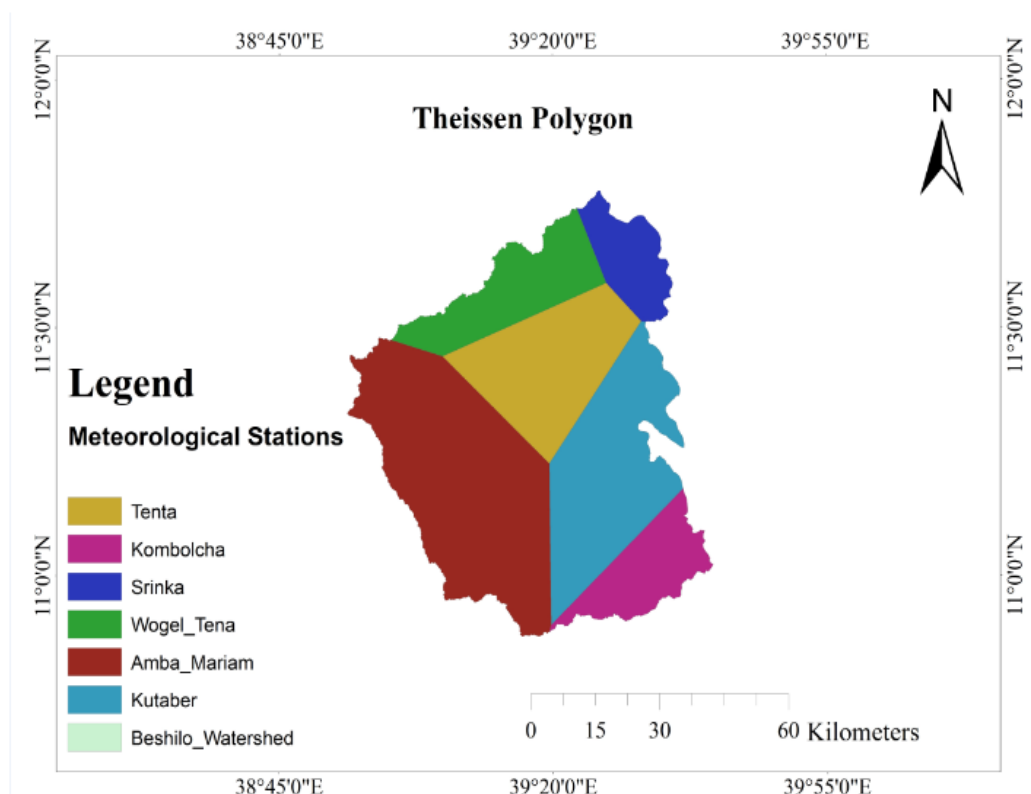 38°45'0"E 39°20'0"E 39°55'0"E
12°0'0"N 12°0'0"N
Theissen Polygon
N
11°30'0"N 11°30'0"N
Legend
Meteorological Stations
Tenta
Kombolcha
Srinka
Wogel_Tena
Amba_Mariam
Kutaber
Beshilo_Watershed
11°0'0"N 11°0'0"N
0 15 30 60 Kilometers
38°45'0"E 39°20'0"E 39°55'0"E